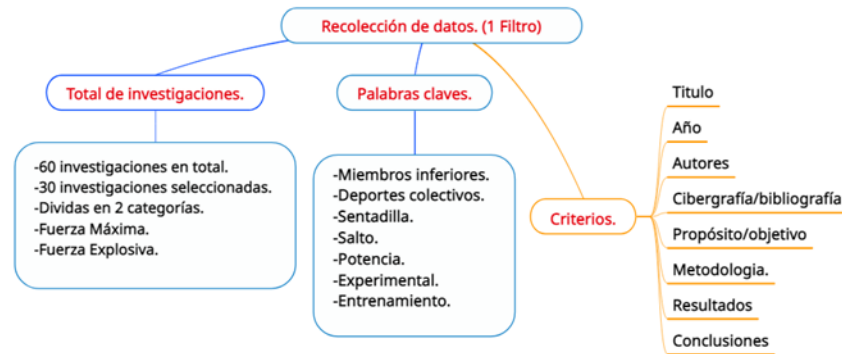 Recolección de datos. (1 Filtro)
Total de investigaciones.
-60 investigaciones en total.
-30 investigaciones seleccionadas.
-Dividas en 2 categorías.
-Fuerza Máxima.
-Fuerza Explosiva.
Palabras claves.
-Miembros inferiores.
-Deportes colectivos.
-Sentadilla.
-Salto.
-Potencia.
-Experimental.
-Entrenamiento.
Criterios.
Titulo
Año
Autores
Cibergrafía/bibliografía
Propósito/objetivo
Metodologia.
Resultados
Conclusiones